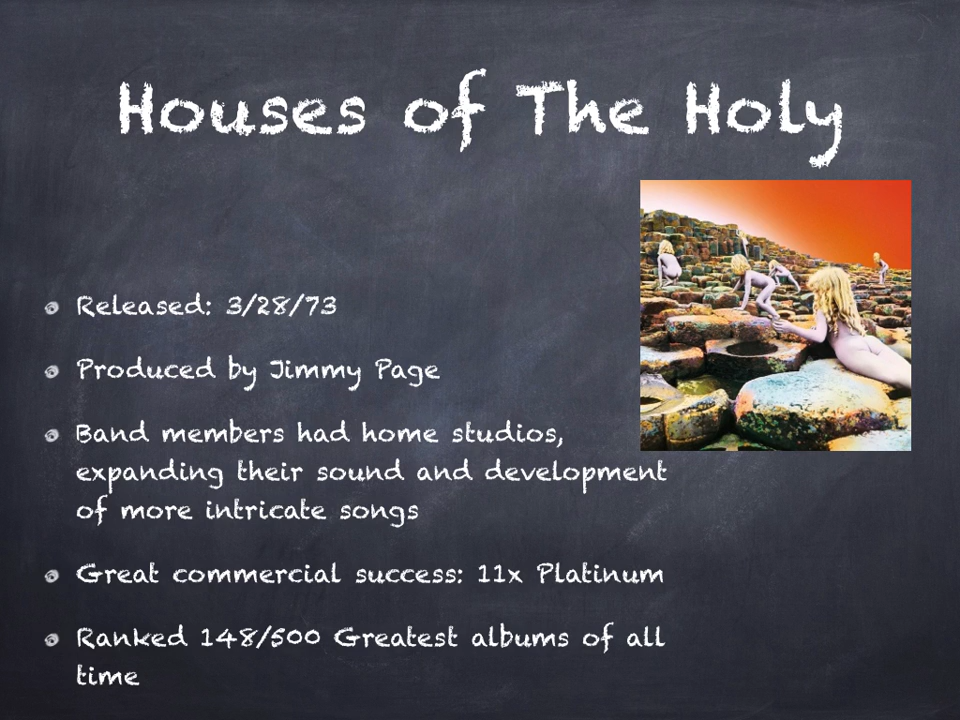 Houses of The Holy
Released: 3/28/73
Produced by Jimmy Page
Band members had home studios,
expanding their sound and development
of more intricate songs
Great commercial success: 11x Platinum
Ranked 148/500 Greatest albums of all
time